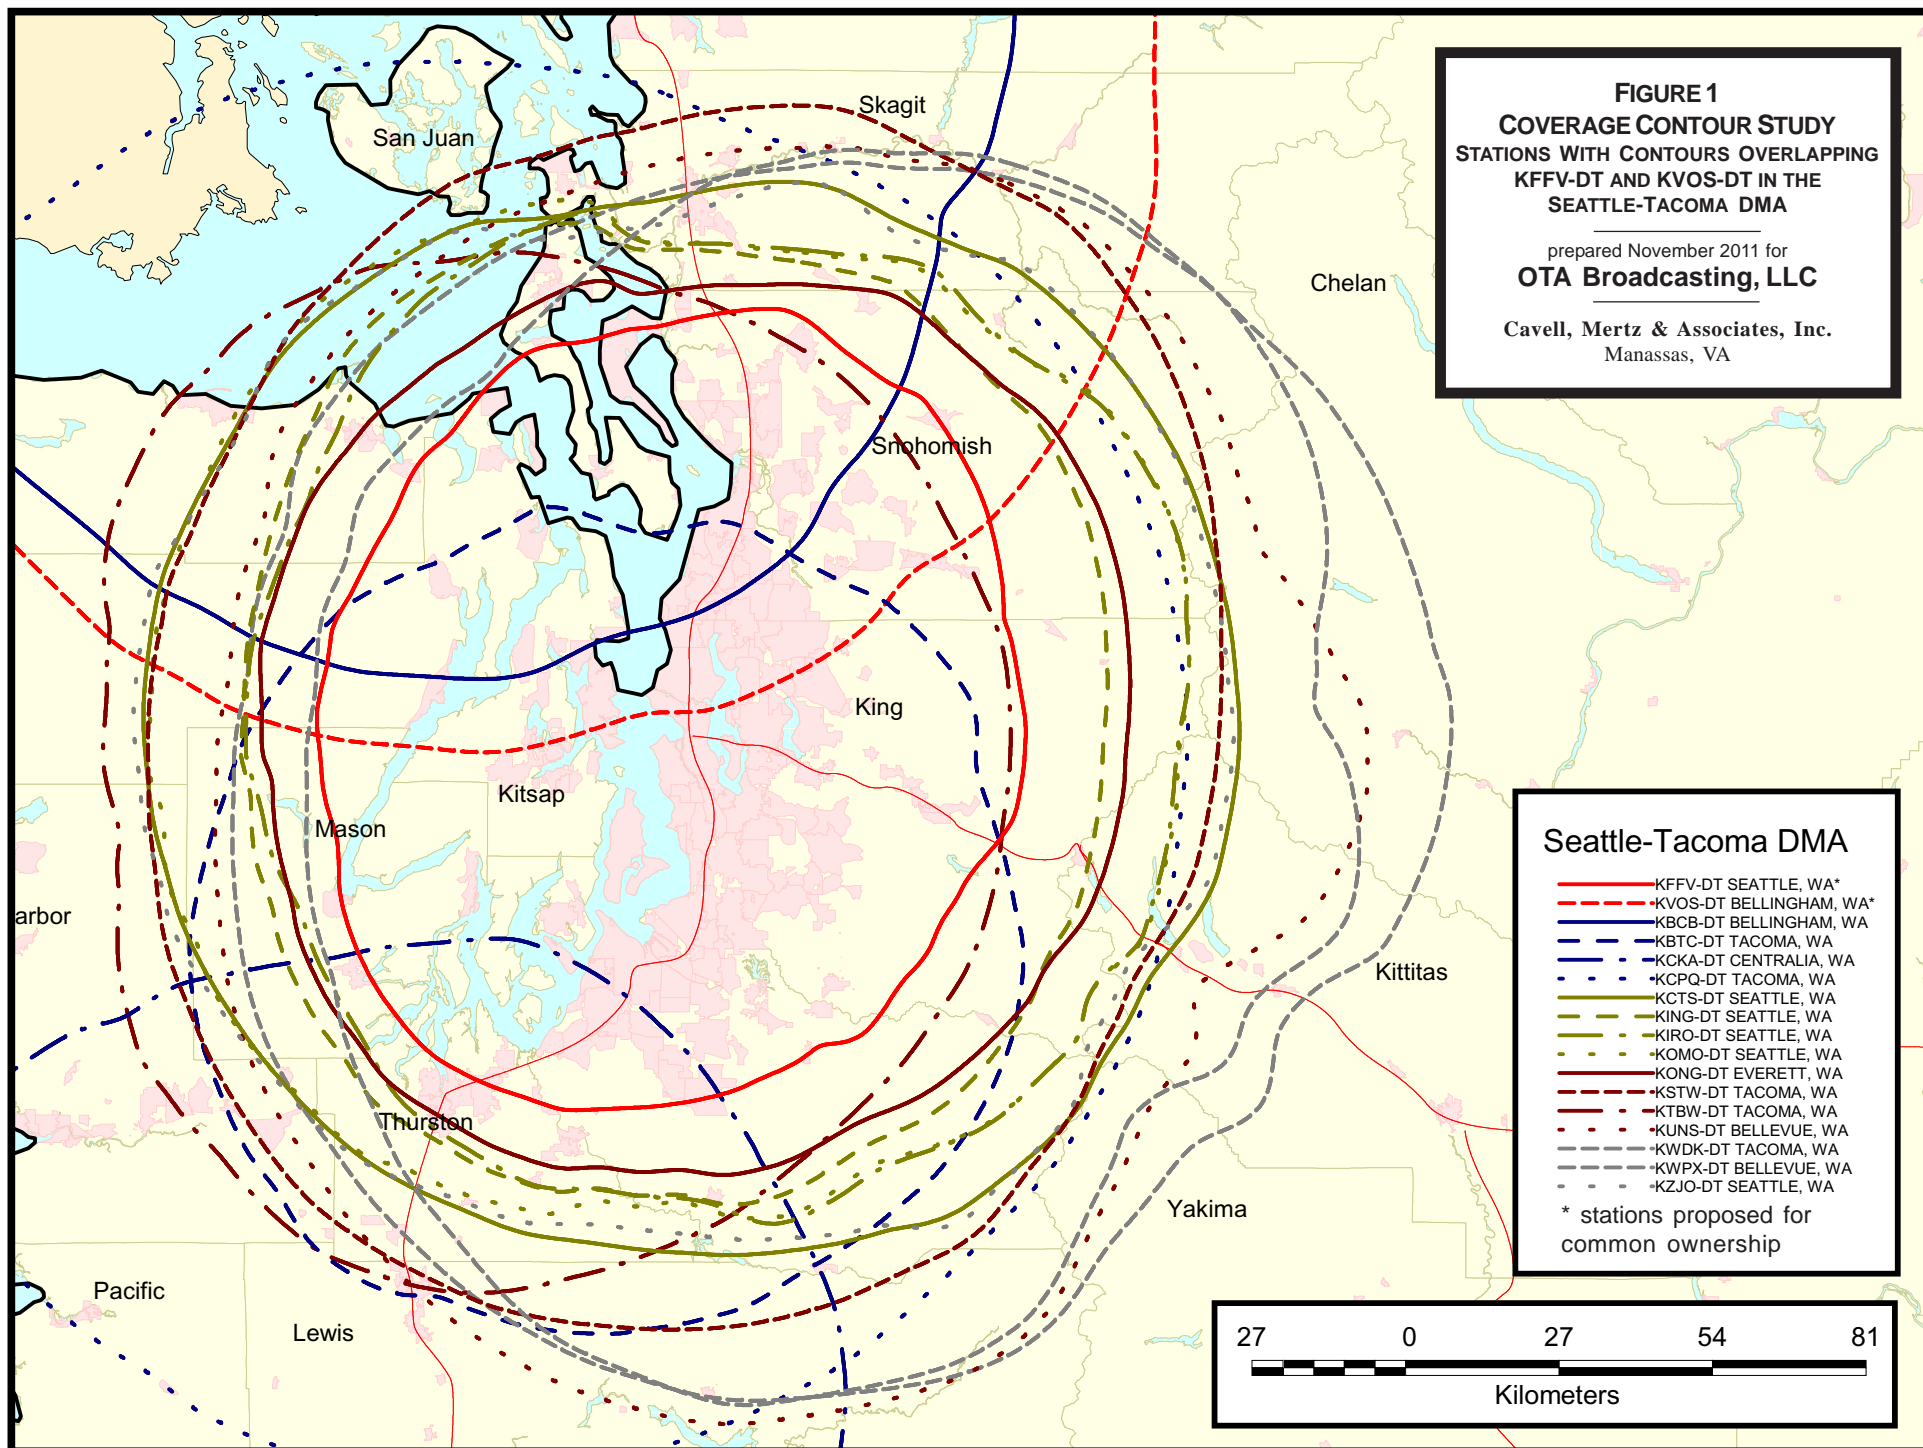 FIGURE 1
COVERAGE CONTOUR STUDY
STATIONS WITH CONTOURS OVERLAPPING
KFFV-DT AND KVOS-DT IN THE
SEATTLE-TACOMA DMA
prepared November 2011 for
OTA Broadcasting, LLC
Cavell, Mertz & Associates, Inc.
Manassas, VA
Skagit
San Juan
Chelan
Snohomish
King
Kitsap
Mason
arbor
Kittitas
Thurston
Yakima
Pacific
Lewis
Seattle-Tacoma DMA
KFFV-DT SEATTLE, WA*
KVOS-DT BELLINGHAM, WA*
KBCB-DT BELLINGHAM, WA
KBTC-DT TACOMA, WA
KCKA-DT CENTRALIA, WA
KCPQ-DT TACOMA, WA
KCTS-DT SEATTLE, WA
KING-DT SEATTLE, WA
KIRO-DT SEATTLE, WA
KOMO-DT SEATTLE, WA
KONG-DT EVERETT, WA
KSTW-DT TACOMA, WA
KTBW-DT TACOMA, WA
KUNS-DT BELLEVUE, WA
KWDK-DT TACOMA, WA
KWPX-DT BELLEVUE, WA
KZJO-DT SEATTLE, WA
* stations proposed for
common ownership
27 0 27 54 81
Kilometers